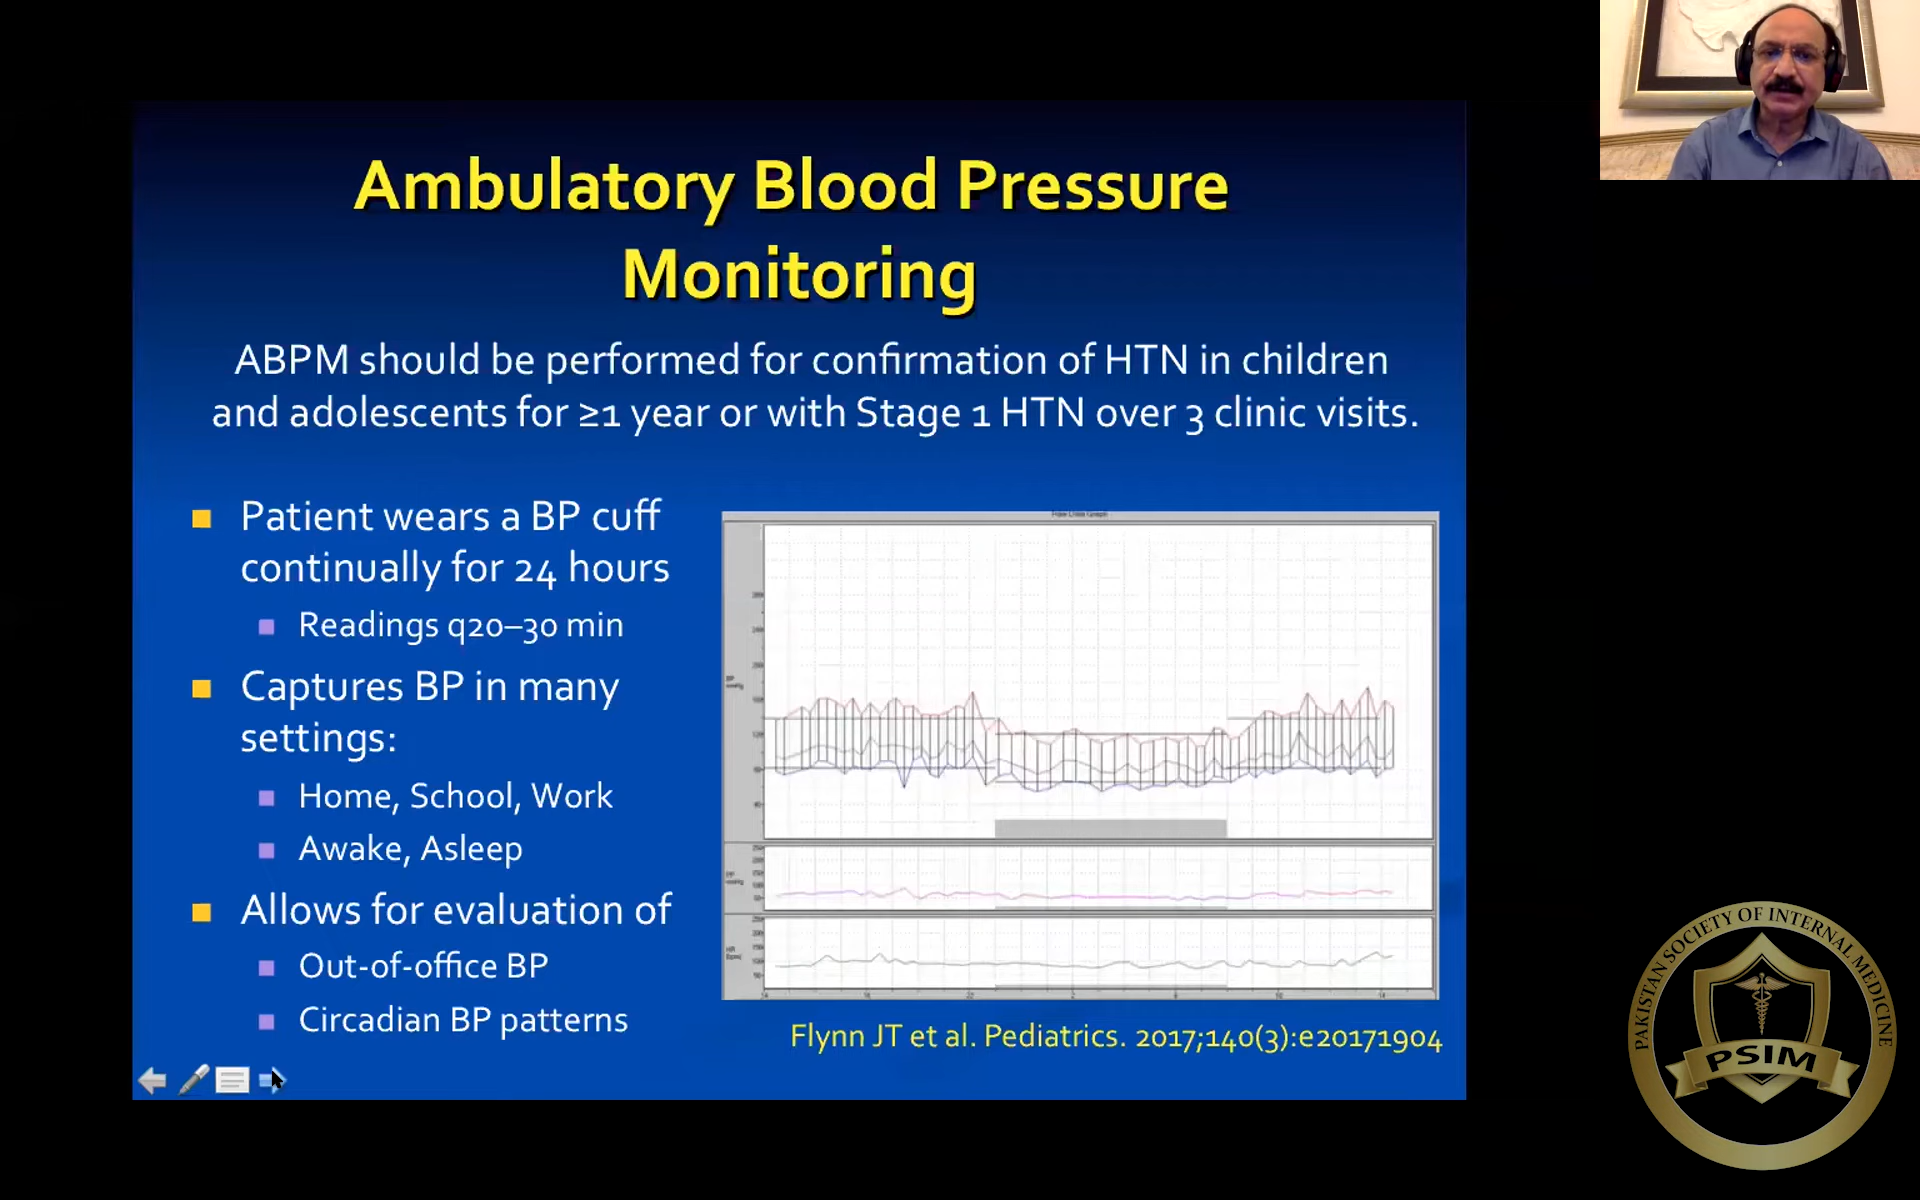 Ambulatory Blood Pressure
Monitoring
ABPM should be performed for confirmation of HTN in children
and adolescents for ≥1 year or with Stage 1 HTN over 3 clinic visits.
Patient wears a BP cuff
continually for 24 hours
Readings q20–30 min
Captures BP in many
settings:
Home, School, Work
Awake, Asleep
Allows for evaluation of
Out-of-office BP
Circadian BP patterns
Flynn JT et al. Pediatrics. 2017;140(3):e20171904
PAKISTAN SOCIETY OF INTERNAL MEDICINE
PSIM